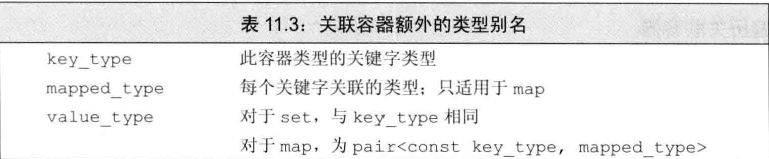 表 11.3：关联容器额外的类型别名
key_type 此容器类型的关键字类型
mapped_type 每个关键字关联的类型；只适用于 map
value_type 对于 set，与 key_type 相同
对于 map，为 pair<const key_type, mapped_type>